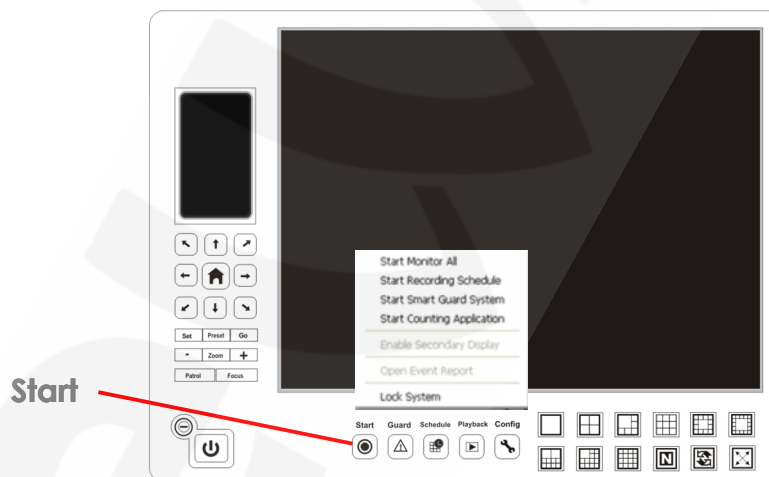 Start Monitor All
Start Recording Schedule
Start Smart Guard System
Start Counting Application
Enable Secondary Display
Open Event Report
Lock System
Set Preset Go
- Zoom +
Patrol Focus
Start
Start Guard Schedule Playback Config
N